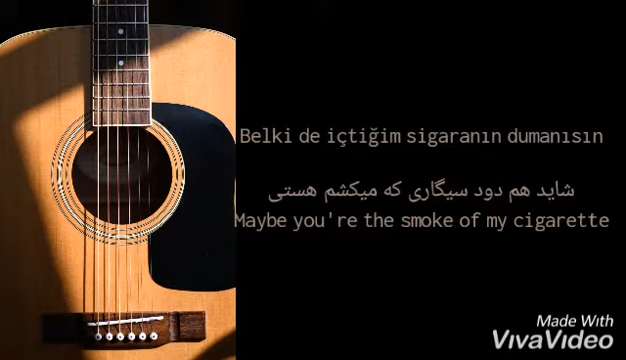 Belki de içtiğim sigaranın dumanısın
شاید هم دود سیگاری که میکشم هستی
Maybe you're the smoke of my cigarette
Made With
VivaVideo